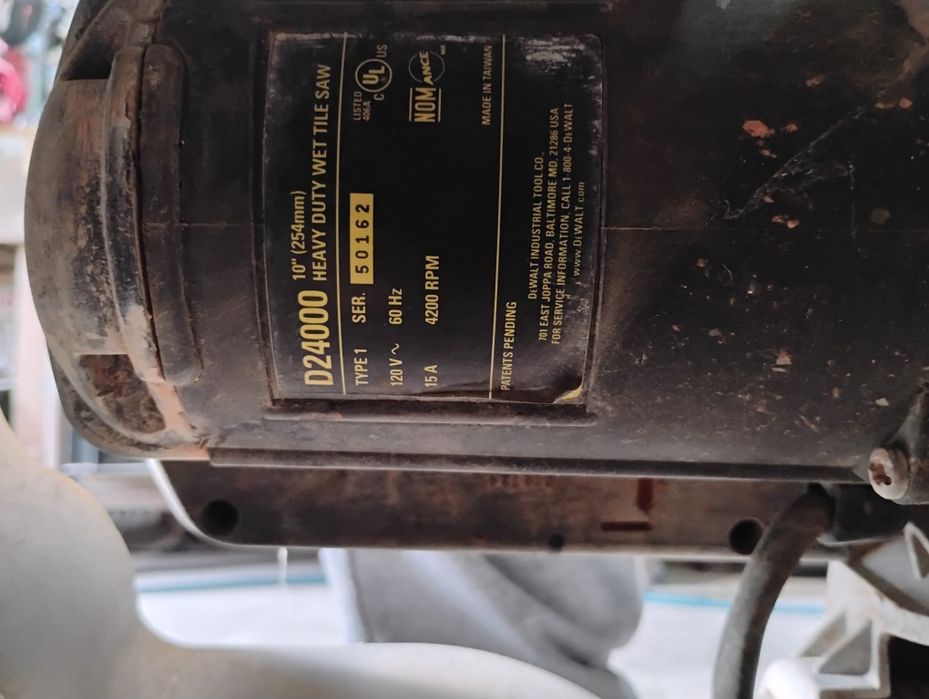 D24000 10" (254mm)
HEAVY DUTY WET TILE SAW
TYPE 1 SER. 50162
LISTED
406A
C UL US
120 V ~ 60 Hz
15 A 4200 RPM
NOM ANCE
MADE IN TAIWAN
PATENTS PENDING
DEWALT INDUSTRIAL TOOL CO.,
701 EAST JOPPA ROAD, BALTIMORE MD, 21286 USA
FOR SERVICE INFORMATION, CALL 1-800-4-DEWALT
www.DEWALT.com